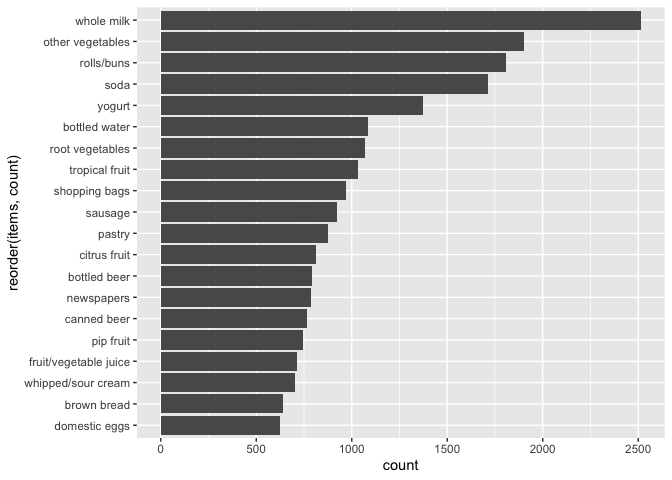 whole milk
other vegetables
rolls/buns
soda
yogurt
bottled water
root vegetables
tropical fruit
shopping bags
sausage
pastry
citrus fruit
bottled beer
newspapers
canned beer
pip fruit
fruit/vegetable juice
whipped/sour cream
brown bread
domestic eggs
reorder(items, count)
0 500 1000 1500 2000 2500
count